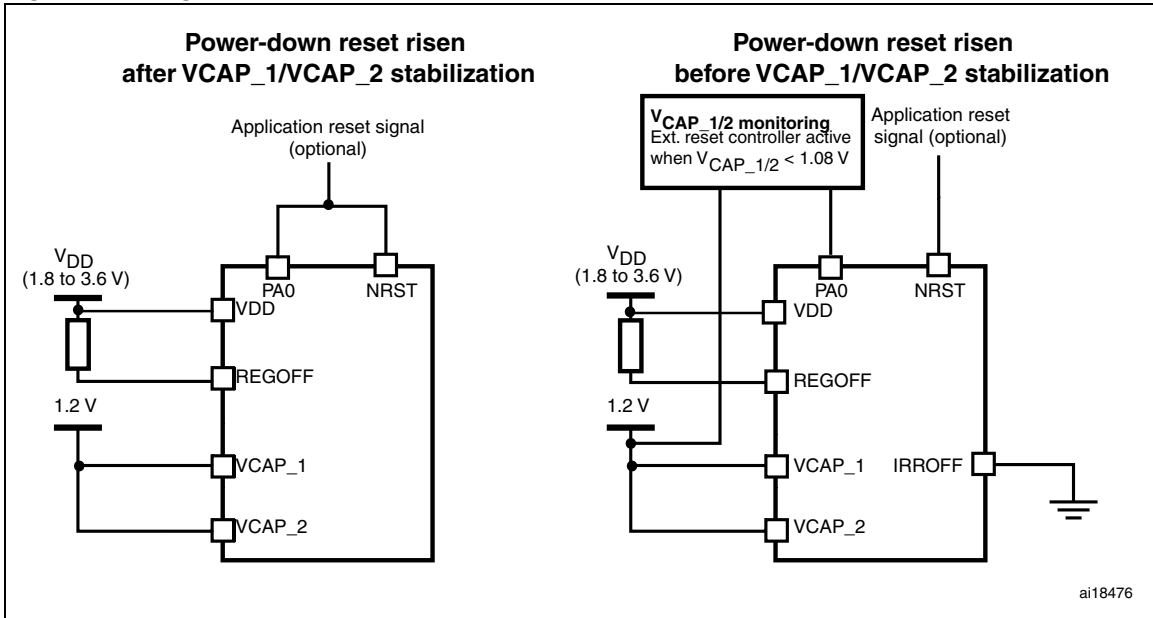 Power-down reset risen
after VCAP_1/VCAP_2 stabilization
Application reset signal
(optional)
VDD
(1.8 to 3.6 V)
PA0
NRST
VDD
REGOFF
1.2 V
VCAP_1
VCAP_2
Power-down reset risen
before VCAP_1/VCAP_2 stabilization
VCAP_1/2 monitoring
Ext. reset controller active
when VCAP_1/2 < 1.08 V
Application reset
signal (optional)
VDD
(1.8 to 3.6 V)
PA0
NRST
VDD
REGOFF
1.2 V
VCAP_1
IRROFF
VCAP_2
ai18476